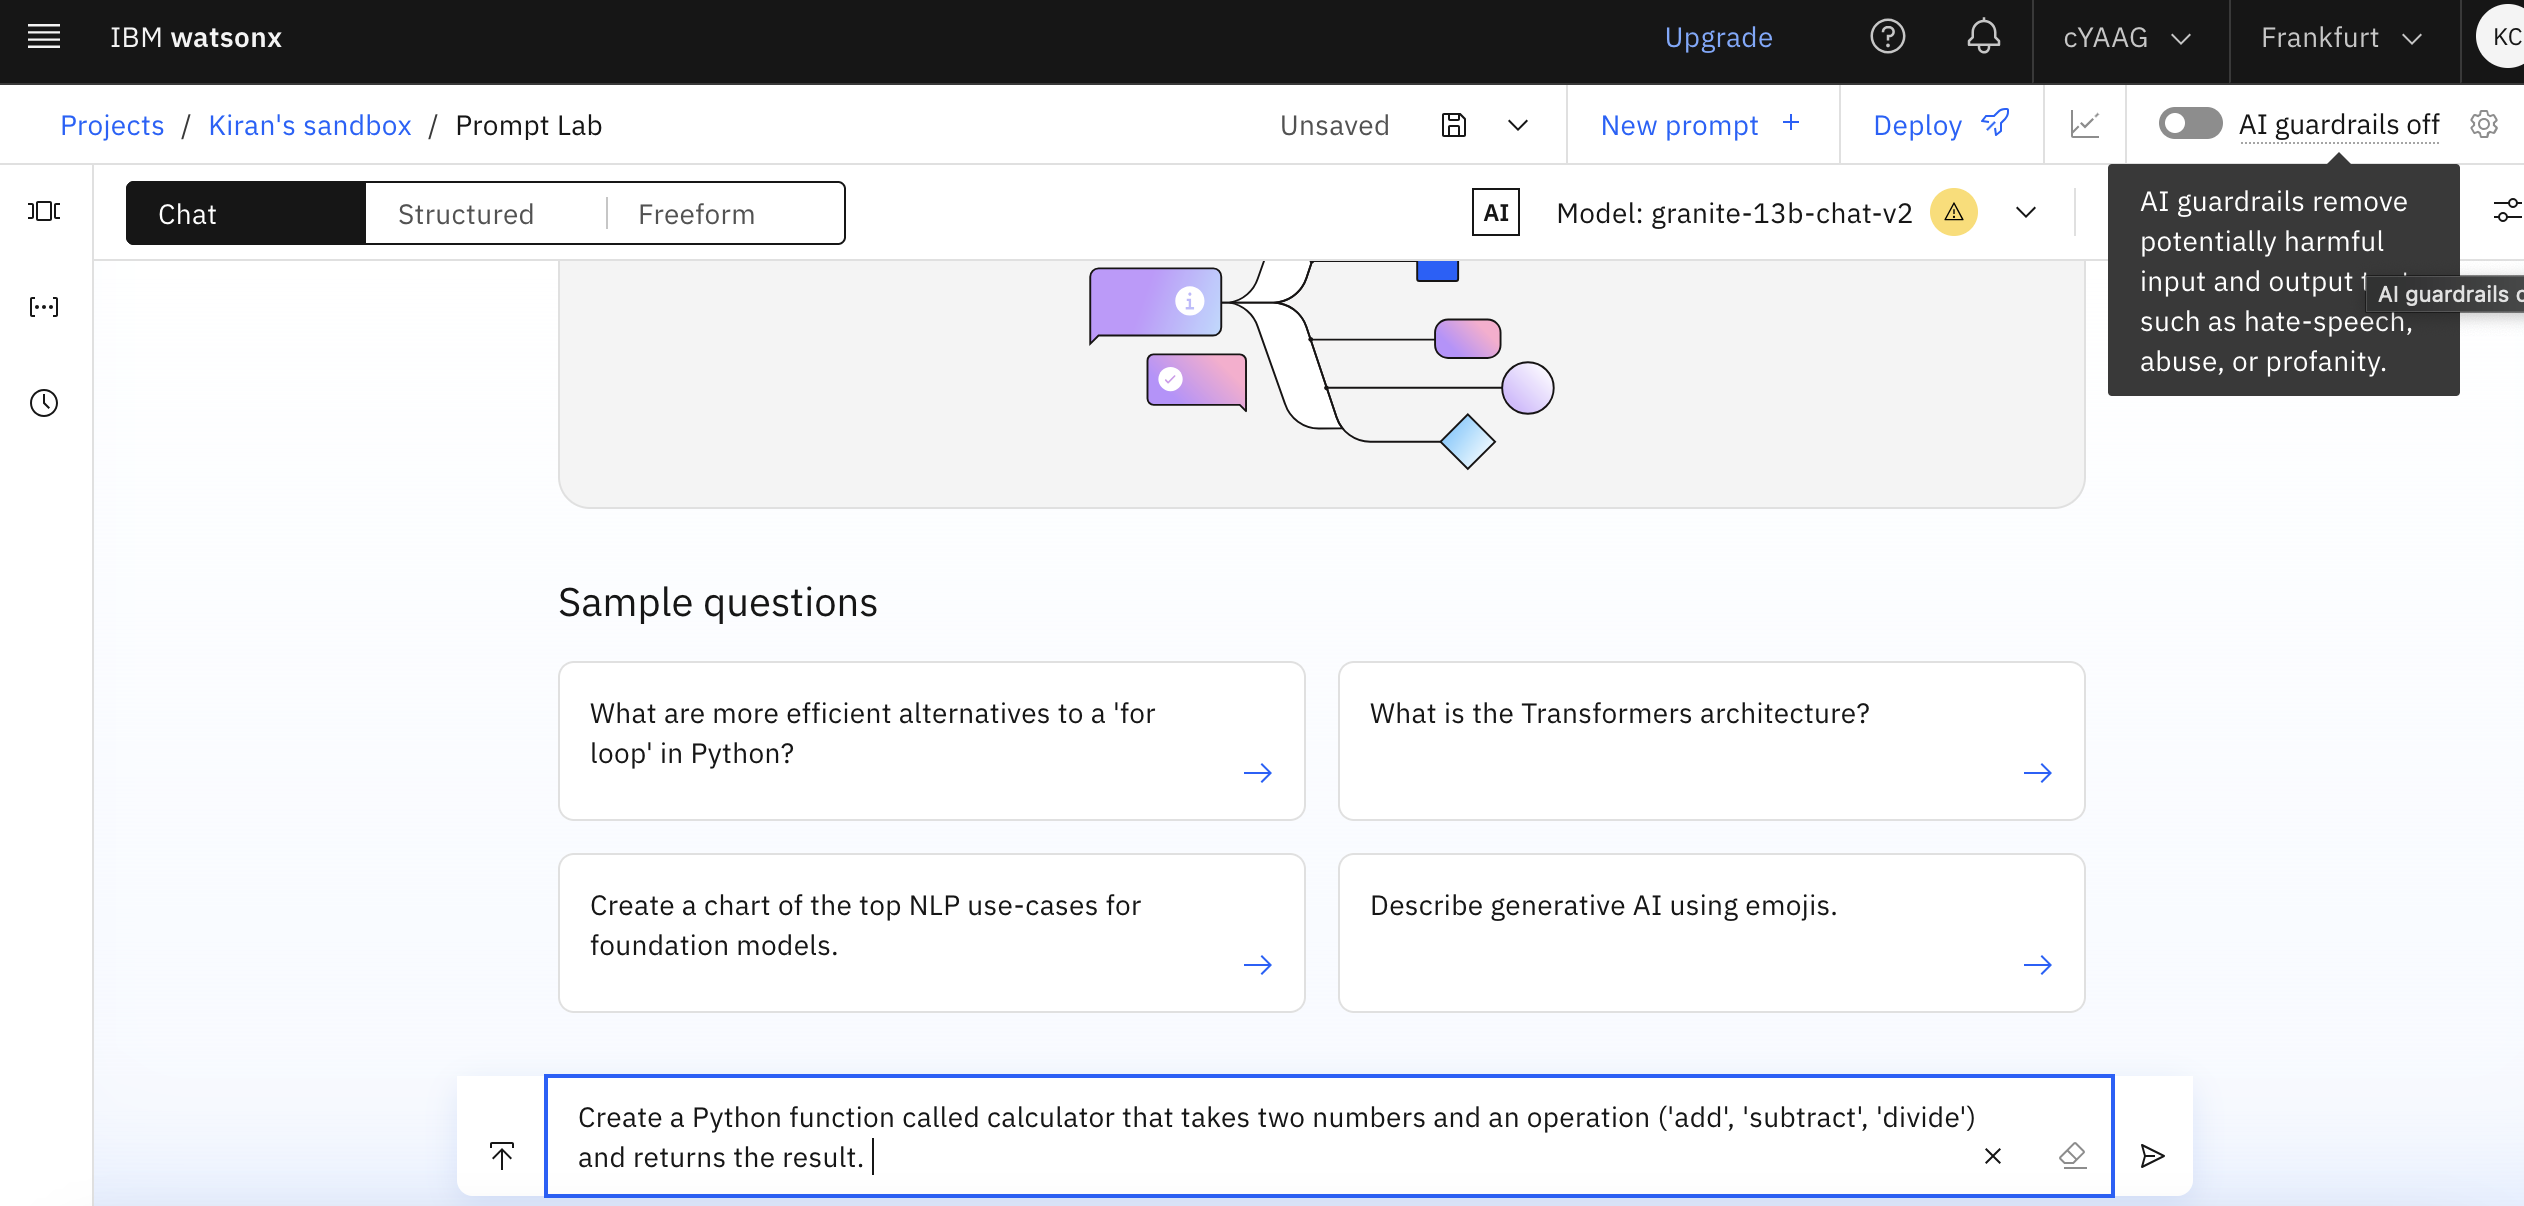 IBM watsonx
Upgrade
cYAAG
Frankfurt
KC
Projects / Kiran's sandbox / Prompt Lab
Unsaved
New prompt +
Deploy
AI guardrails off
Chat
Structured
Freeform
AI
Model: granite-13b-chat-v2
AI guardrails remove
potentially harmful
input and output
such as hate-speech,
abuse, or profanity.
AI guardrails
Sample questions
What are more efficient alternatives to a 'for
loop' in Python?
What is the Transformers architecture?
Create a chart of the top NLP use-cases for
foundation models.
Describe generative AI using emojis.
Create a Python function called calculator that takes two numbers and an operation ('add', 'subtract', 'divide')
and returns the result.